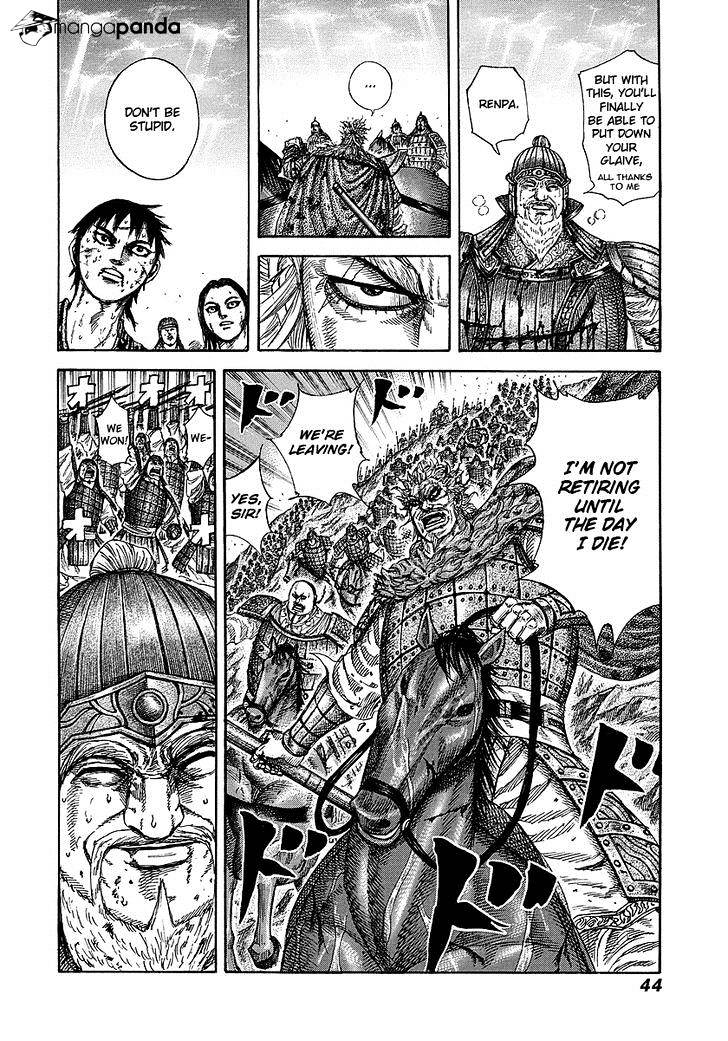 mangapanda
RENPA.
BUT WITH
THIS, YOU'LL
FINALLY
BE ABLE TO
PUT DOWN
YOUR
GLAIVE,
ALL THANKS
TO ME
...
DON'T BE
STUPID.
I'M NOT
RETIRING
UNTIL
THE DAY
I DIE!
WE'RE
LEAVING!
YES,
SIR!
ドド
ドドド
WE-
WE
WON!
オオオ
オオ
44